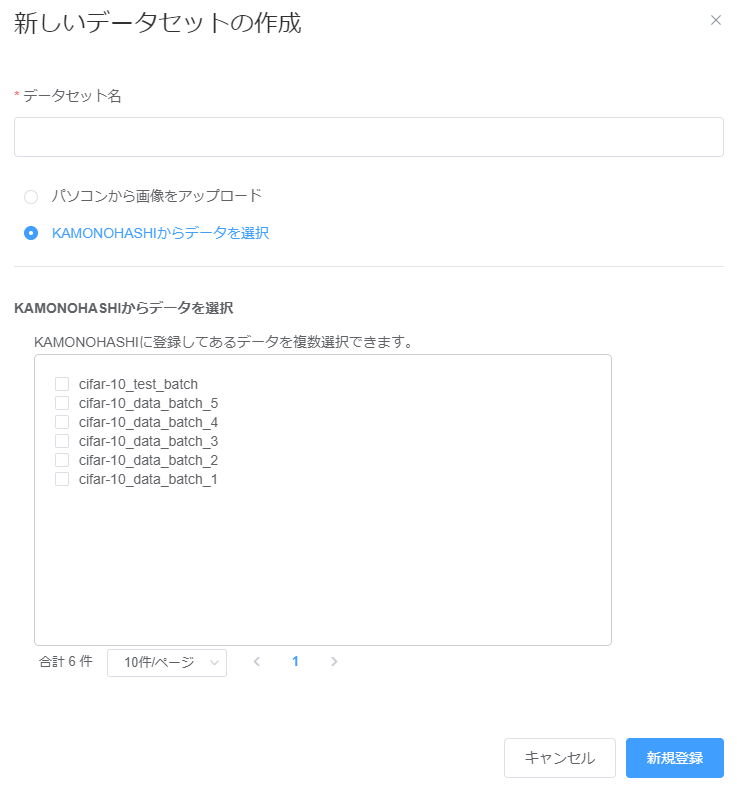 新しいデータセットの作成
* データセット名
パソコンから画像をアップロード
KAMONOHASHIからデータを選択
KAMONOHASHIからデータを選択
KAMONOHASHIに登録してあるデータを複数選択できます。
cifar-10_test_batch
cifar-10_data_batch_5
cifar-10_data_batch_4
cifar-10_data_batch_3
cifar-10_data_batch_2
cifar-10_data_batch_1
合計 6 件 10件/ページ 1
キャンセル 新規登録